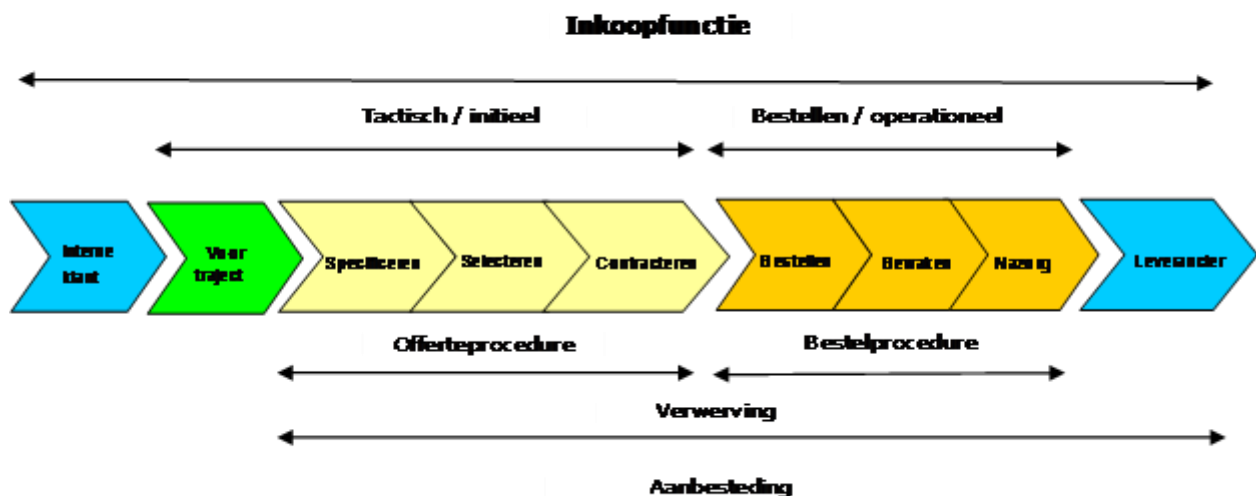 Inkoopfunctie
Tactisch / initieel
Bestellen / operationeel
Interne
klant
Voor
traject
Specificeren
Selecteren
Contracteren
Bestellen
Bewaken
Nazorg
Leverancier
Offerteprocedure
Bestelprocedure
Verwerving
Aanbesteding